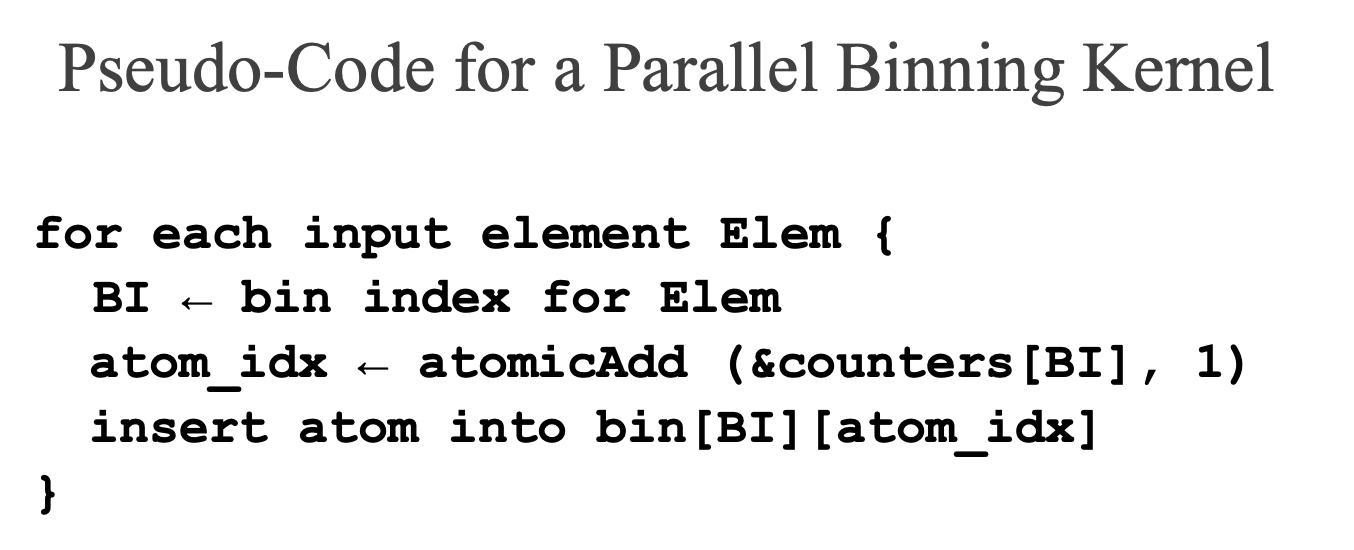 Pseudo-Code for a Parallel Binning Kernel
for each input element Elem {
BI ← bin index for Elem
atom_idx ← atomicAdd (&counters[BI], 1)
insert atom into bin[BI][atom_idx]
}